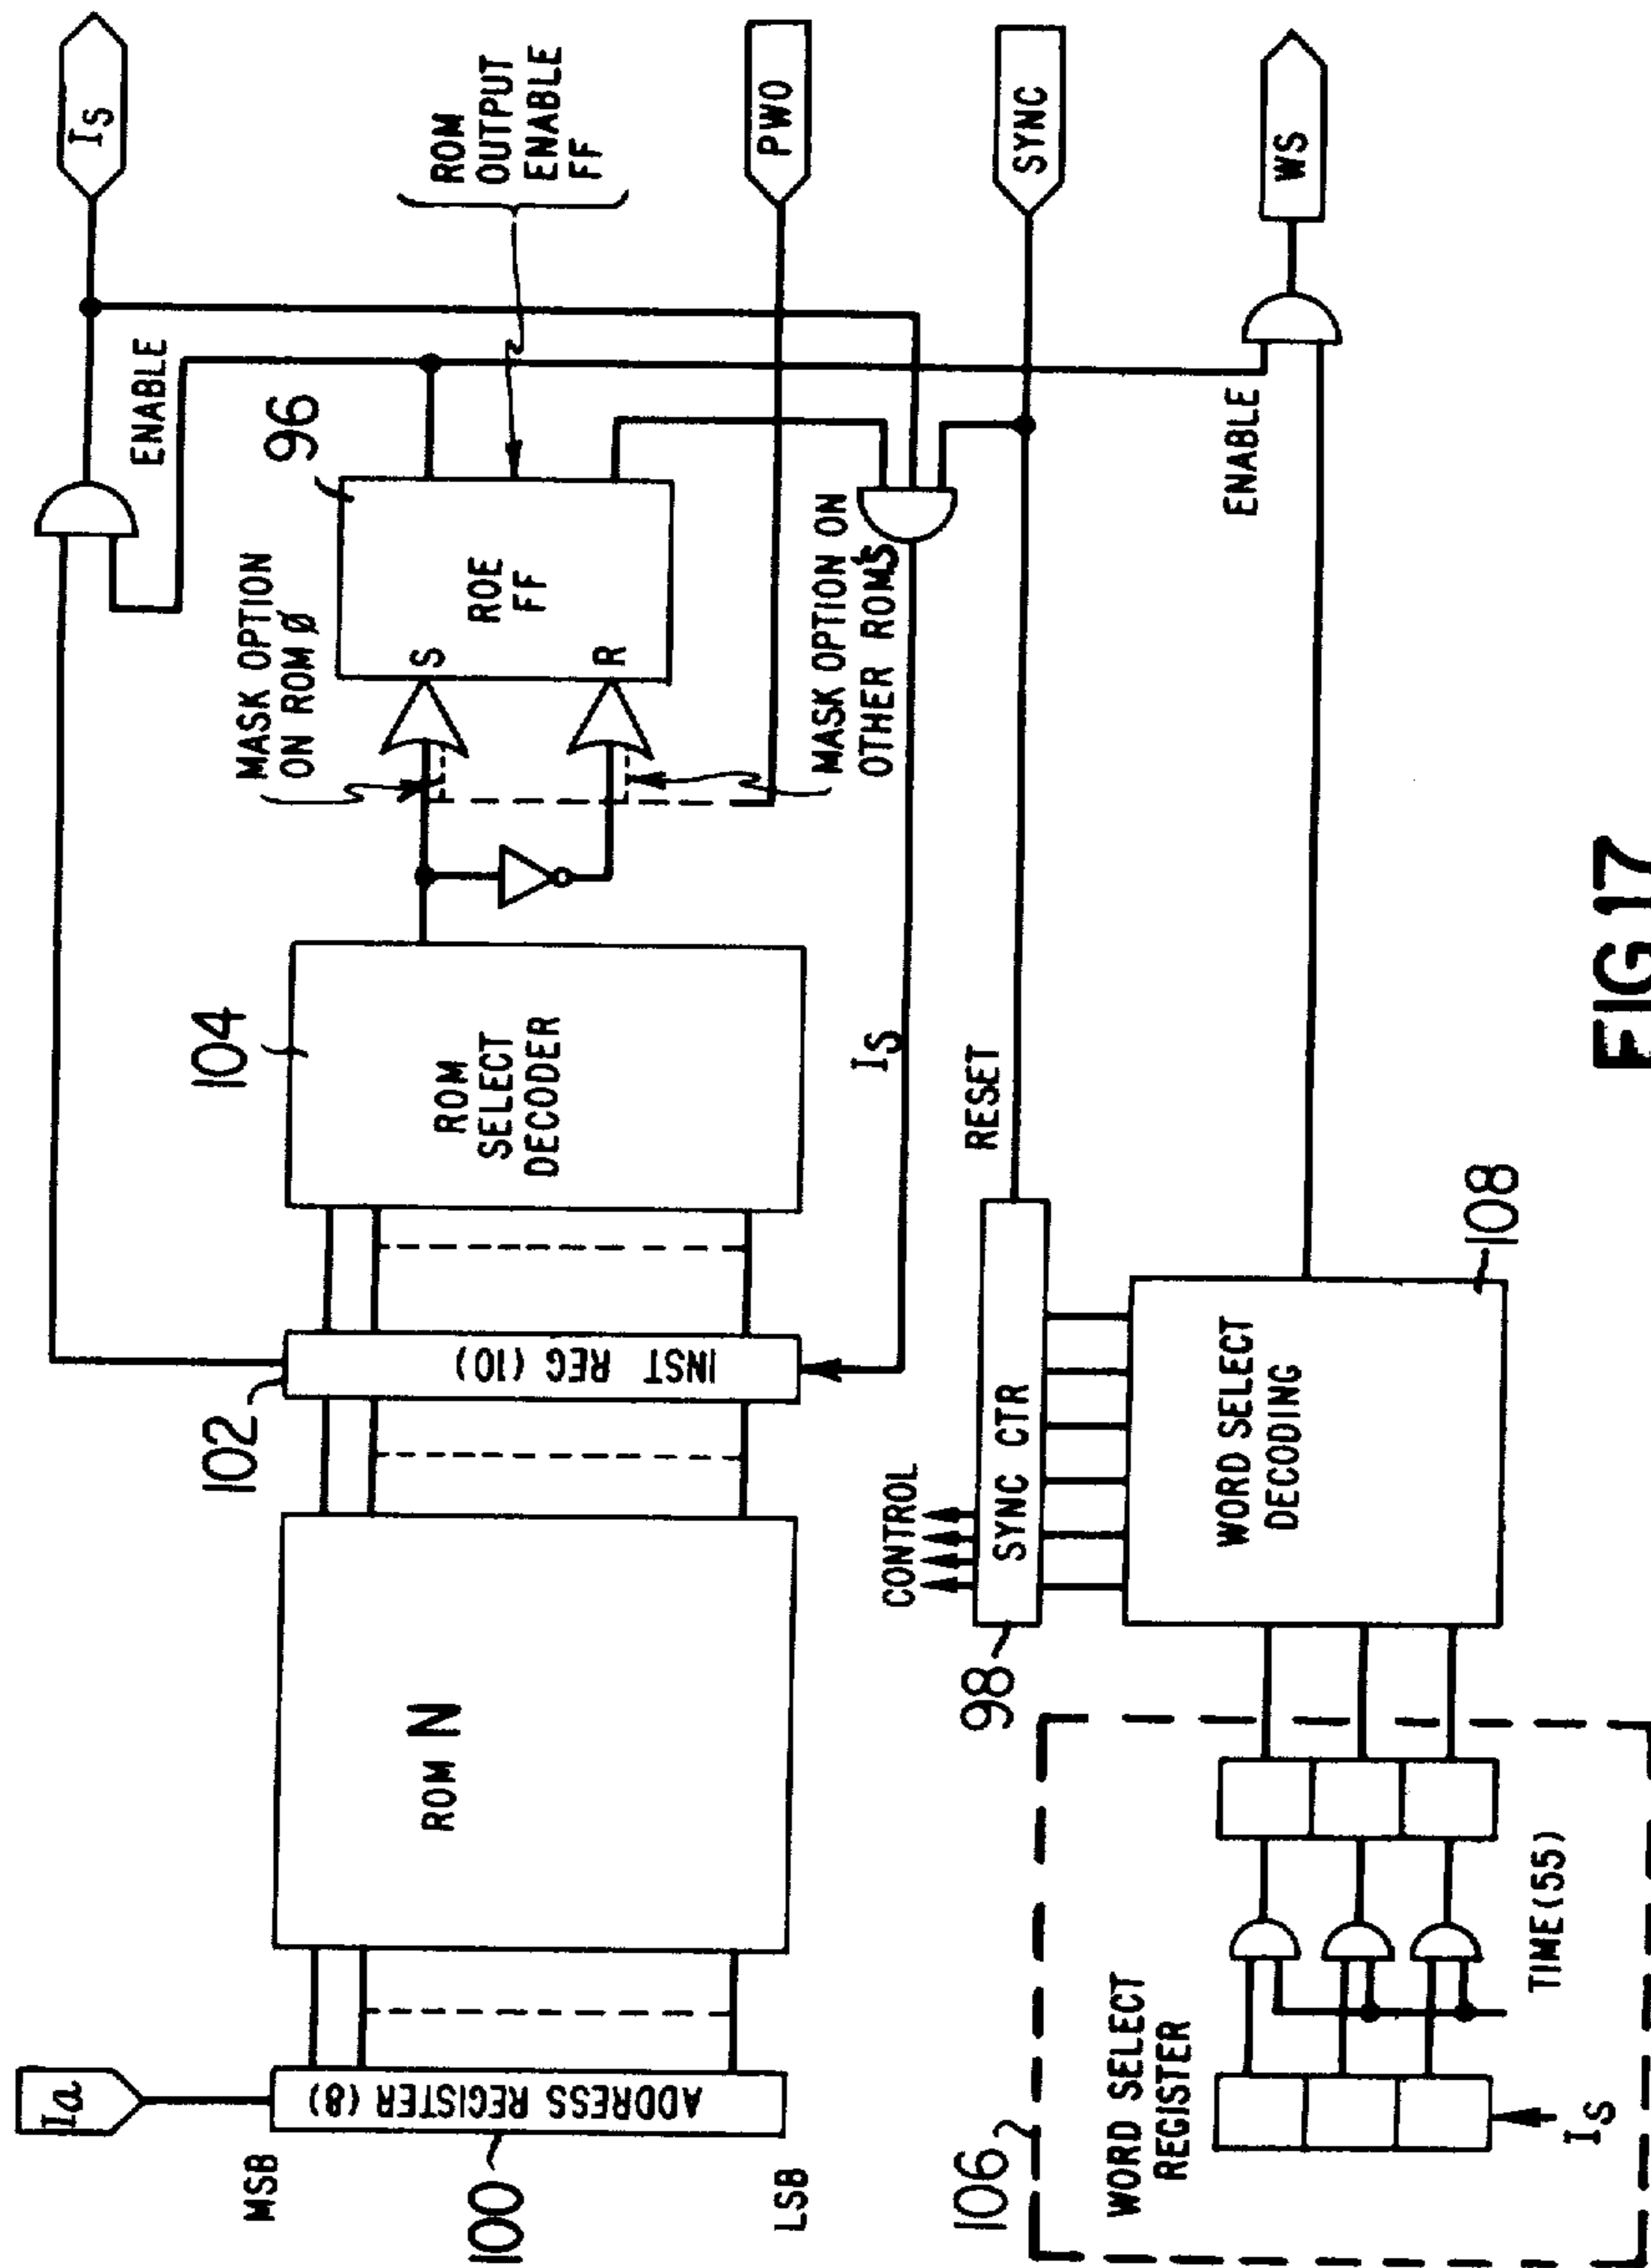 Ia
MSB
100
LSB
ADDRESS REGISTER (8)
ROM N
102
INST REG (10)
104
ROM
SELECT
DECODER
MASK OPTION
ON ROM Ø
S
R
ROE
FF
96
ENABLE
IS
ROM
OUTPUT
ENABLE
FF
PWO
MASK OPTION ON
OTHER ROM'S
IS
SYNC
RESET
CONTROL
SYNC CTR
98
106
WORD SELECT
REGISTER
IS
TIME (55)
WORD SELECT
DECODING
108
ENABLE
WS
FIG 17